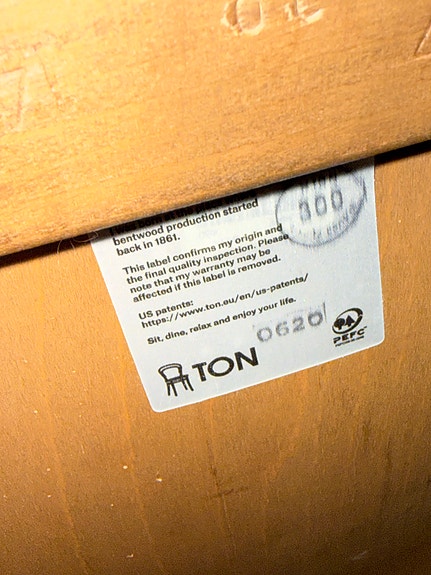 bentwood production started
back in 1861.
This label confirms my origin and
the final quality inspection. Please
note that my warranty may be
affected if this label is removed.
US patents:
https://www.ton.eu/en/us-patents/
Sit, dine, relax and enjoy your life.
0620
TON
PEFC
300